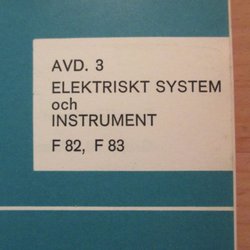 AVD. 3
ELEKTRISKT SYSTEM
och
INSTRUMENT
F 82, F 83